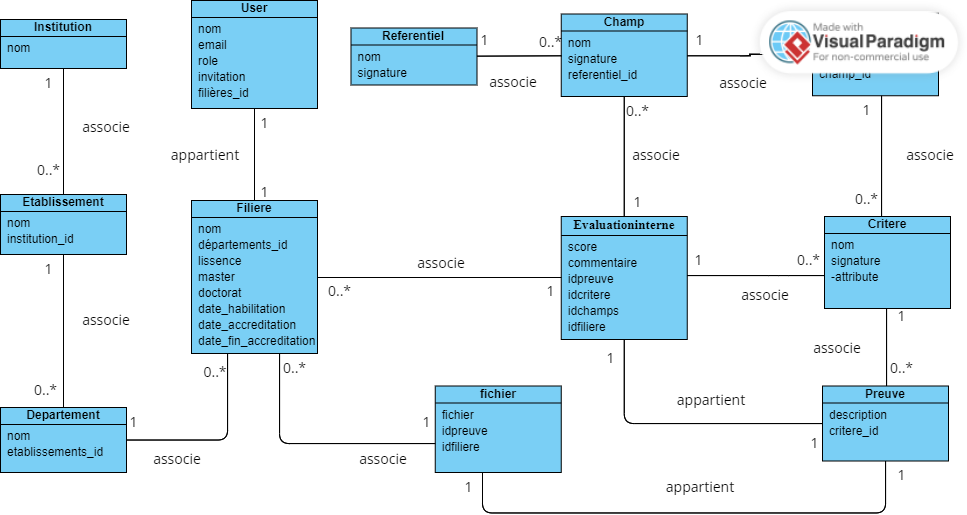 Institution
nom
1
associe
0..*
Etablissement
nom
institution_id
1
associe
0..*
Departement
nom
etablissements_id
1
associe
User
nom
email
role
invitation
filières_id
1
appartient
1
Filiere
nom
départements_id
lissence
master
doctorat
date_habilitation
date_accreditation
date_fin_accreditation
0..*
0..*
associe
0..*
associe
1
1
Referentiel
nom
signature
1
associe
0..*
Champ
nom
signature
referentiel_id
1
associe
0..*
associe
1
Made with
VisualParadigm
For non-commercial use
champ_id
1
associe
0..*
Evaluationinterne
score
commentaire
idpreuve
idcritere
idchamps
idfiliere
1
associe
0..*
Critere
nom
signature
-attribute
1
associe
0..*
1
appartient
1
Preuve
description
critere_id
1
fichier
fichier
idpreuve
idfiliere
1
appartient